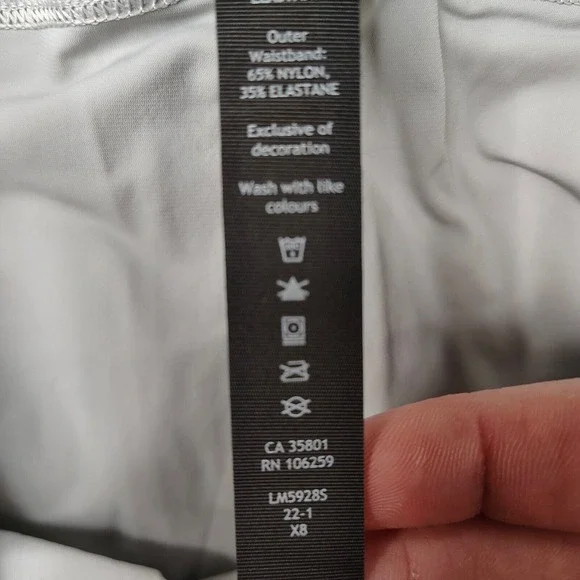 Outer
Waistband:
65% NYLON,
35% ELASTANE
Exclusive of
decoration
Wash with like
colours
CA 35801
RN 106259
LM5928S
22-1
X8